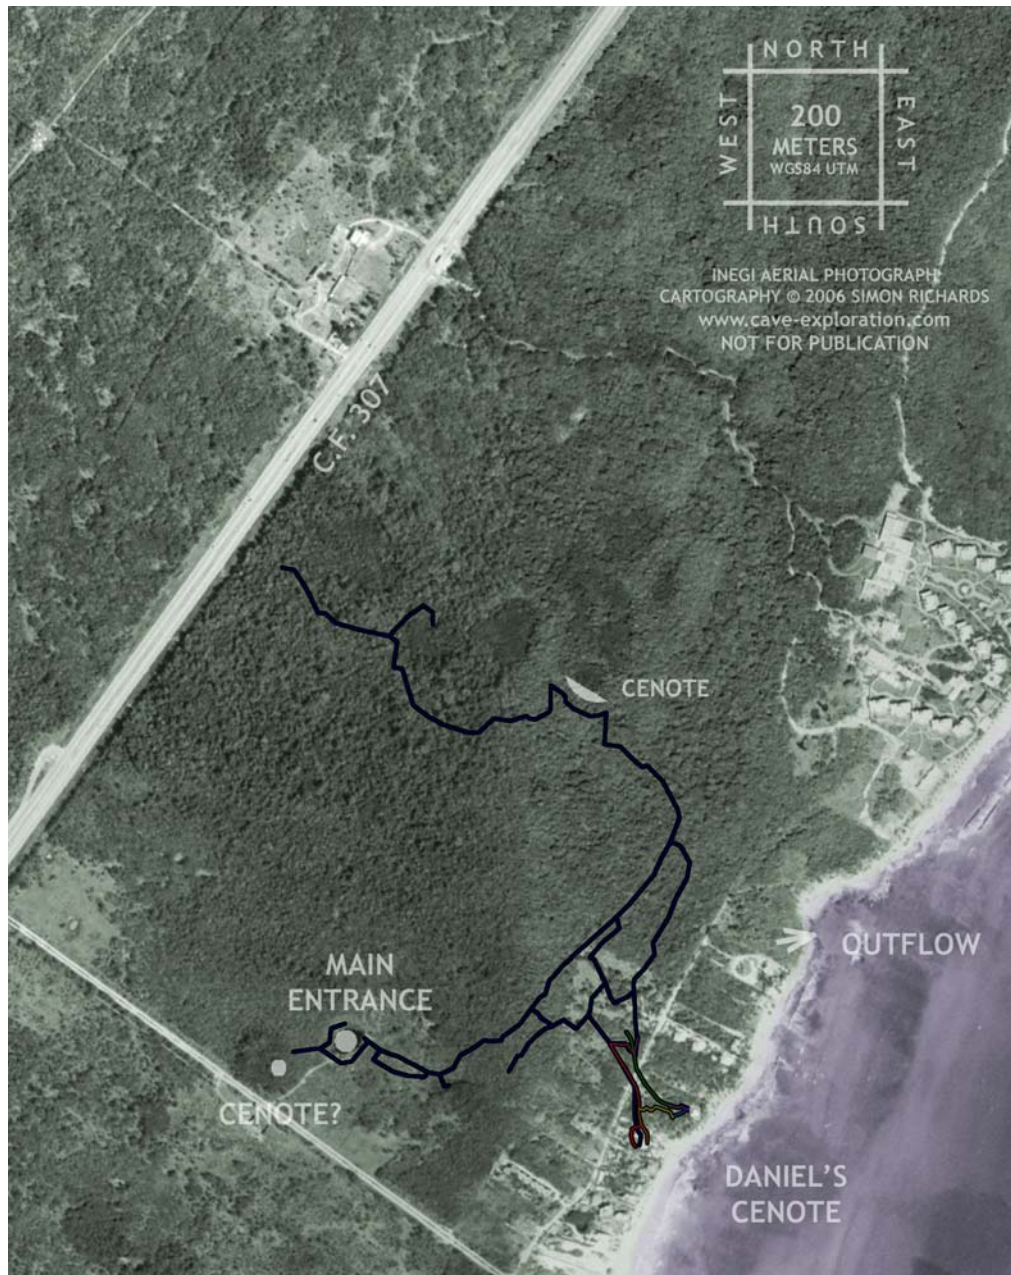 NORTH
WEST
200
METERS
WGS84 UTM
EAST
SOUTH
INEGI AERIAL PHOTOGRAPH
CARTOGRAPHY © 2006 SIMON RICHARDS
www.cave-exploration.com
NOT FOR PUBLICATION
C.F. 307
CENOTE
OUTFLOW
MAIN
ENTRANCE
CENOTE?
DANIEL'S
CENOTE